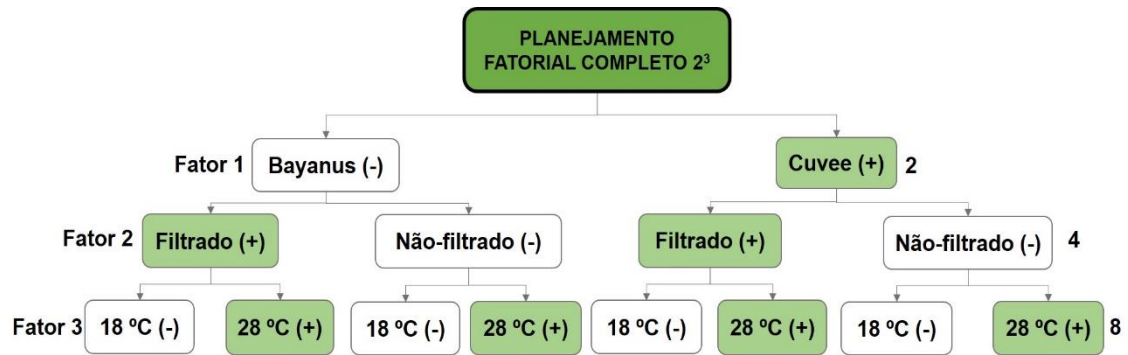 PLANEJAMENTO
FATORIAL COMPLETO 2³
Fator 1 Bayanus (-) Cuvee (+) 2
Fator 2 Filtrado (+) Não-filtrado (-) Filtrado (+) Não-filtrado (-) 4
Fator 3 18 ºC (-) 28 ºC (+) 18 ºC (-) 28 ºC (+) 18 ºC (-) 28 ºC (+) 18 ºC (-) 28 ºC (+) 8